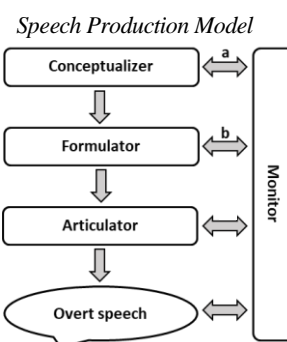 Speech Production Model
a
Conceptualizer
b
Formulator
Monitor
Articulator
Overt speech